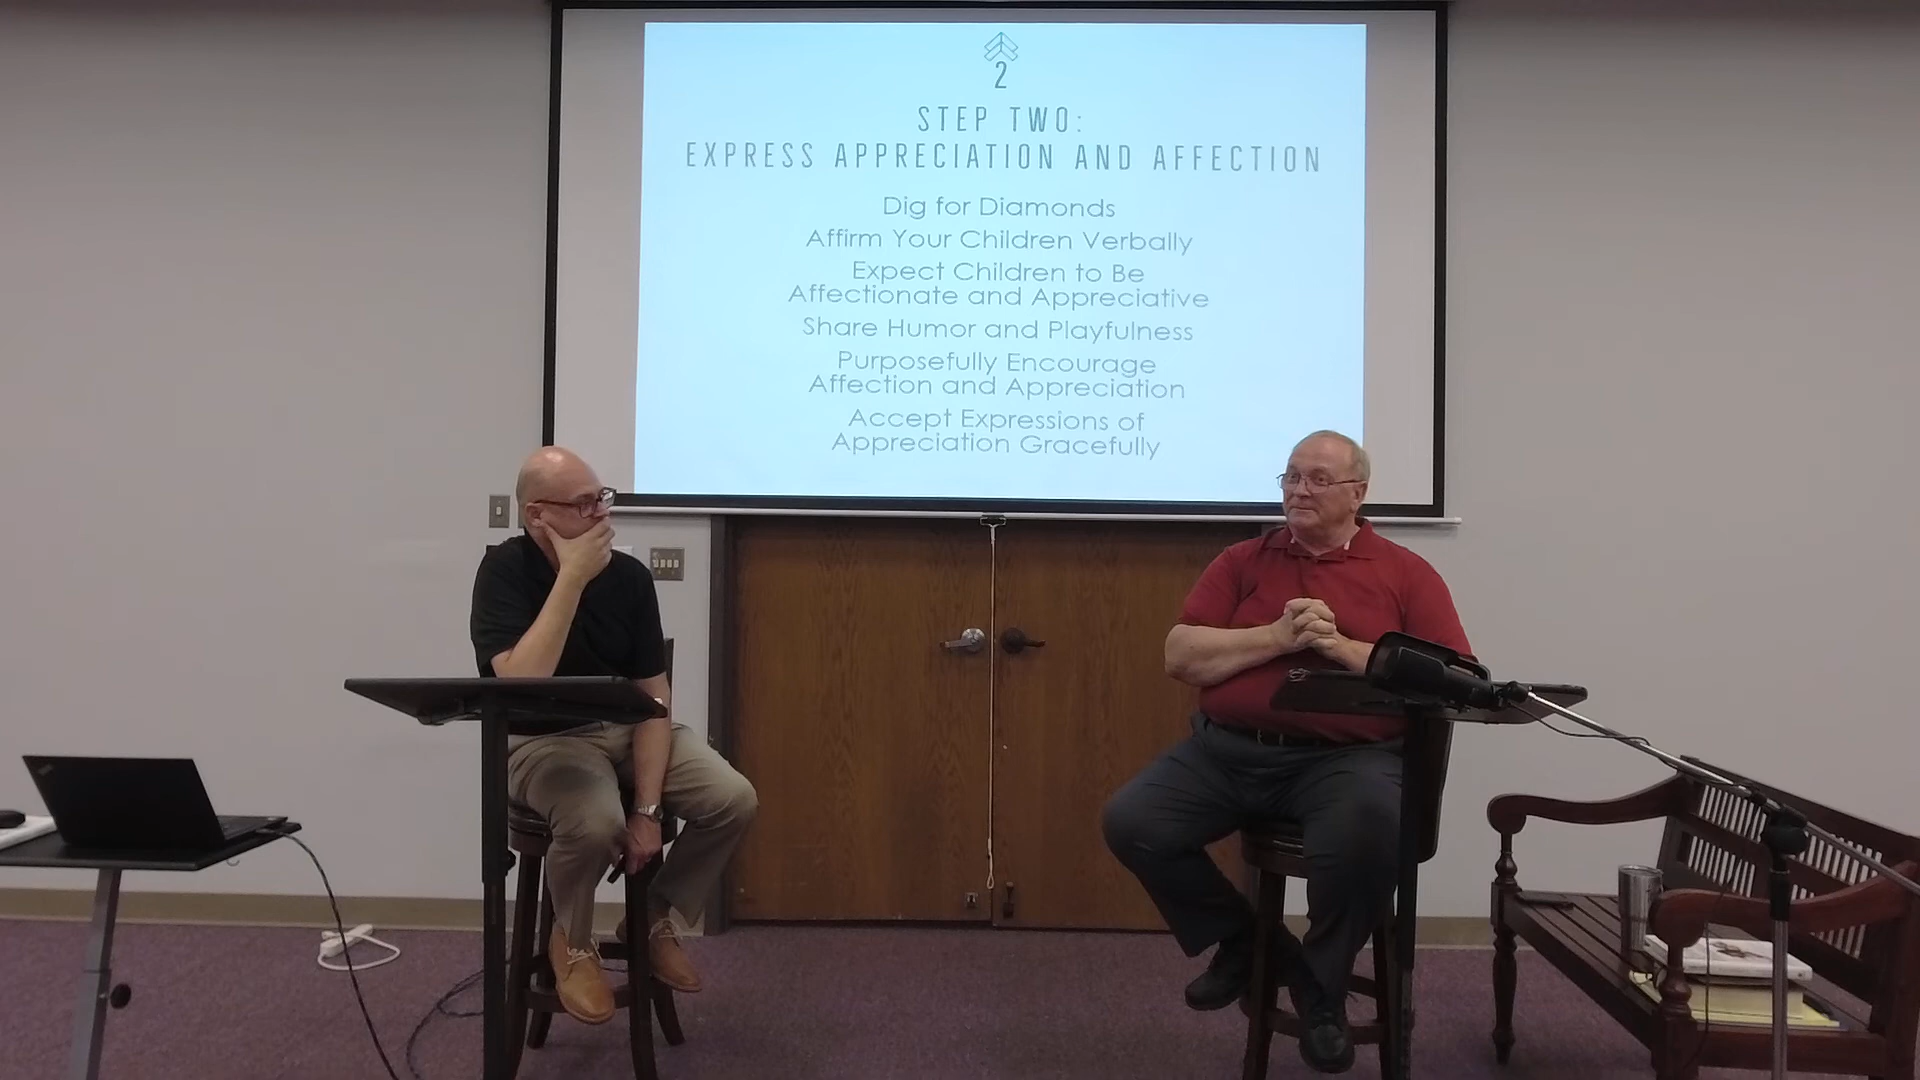 2
STEP TWO:
EXPRESS APPRECIATION AND AFFECTION
Dig for Diamonds
Affirm Your Children Verbally
Expect Children to Be
Affectionate and Appreciative
Share Humor and Playfulness
Purposefully Encourage
Affection and Appreciation
Accept Expressions of
Appreciation Gracefully